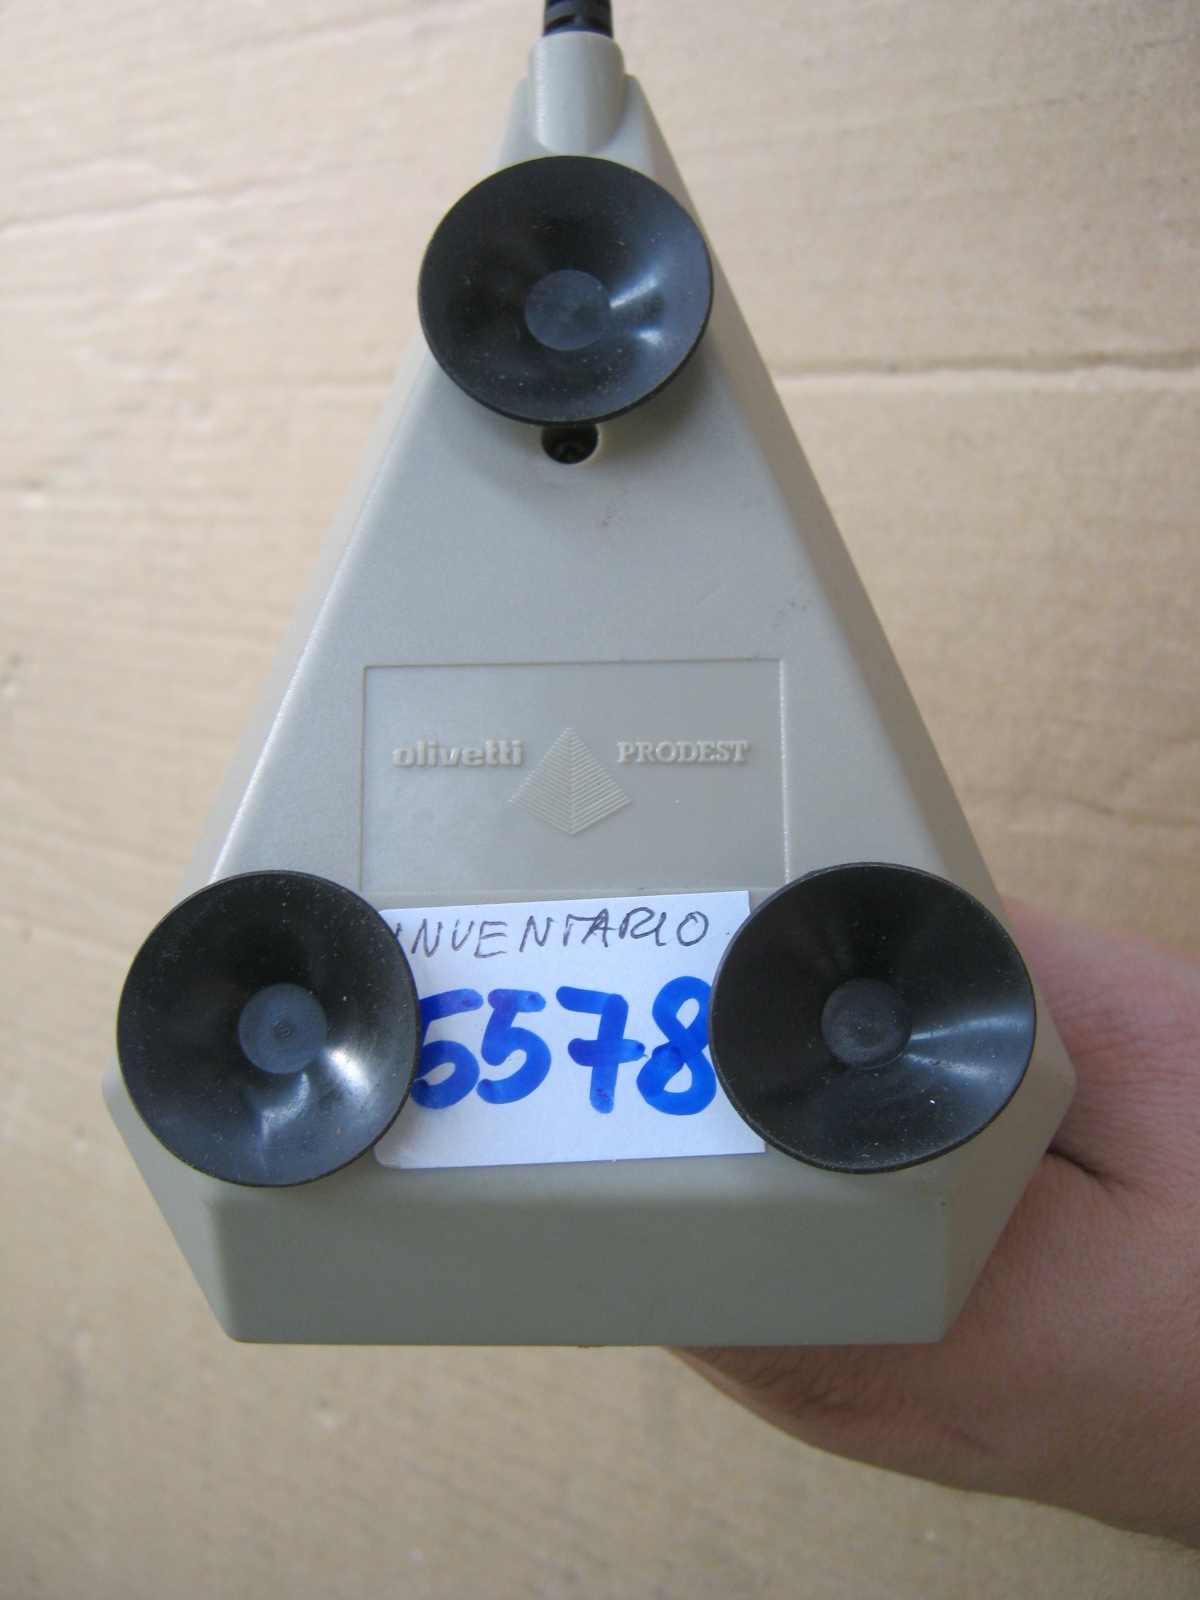 olivetti PRODEST
INVENTARIO
5578